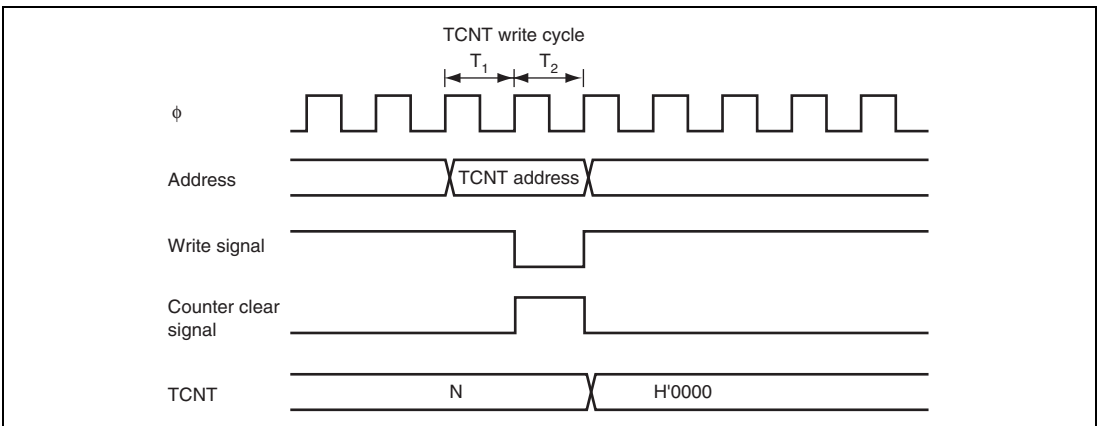 TCNT write cycle
T1 T2
ϕ
Address
TCNT address
Write signal
Counter clear
signal
TCNT
N
H'0000